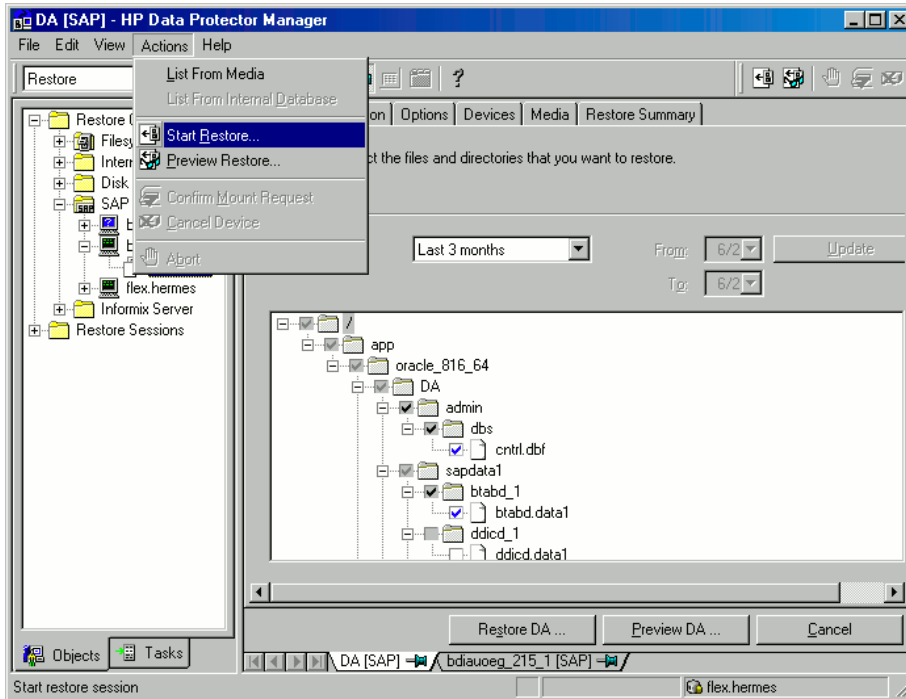 DA [SAP] - HP Data Protector Manager
File Edit View Actions Help
Restore
List From Media
List From Internal Database
Start Restore...
Preview Restore...
Confirm Mount Request
Cancel Device
Abort
Options Devices Media Restore Summary
the files and directories that you want to restore.
Last 3 months
From: 6/2
Update
To: 6/2
Restore
Filesy
Intern
Disk
SAP
flex.hermes
Informix Server
Restore Sessions
/
app
oracle_816_64
DA
admin
dbs
cntrl.dbf
sapdata1
btabd_1
btabd.data1
ddicd_1
ddicd.data1
Restore DA ... Preview DA ... Cancel
Objects Tasks
DA [SAP] bdiauoeg_215_1 [SAP]
Start restore session
flex.hermes